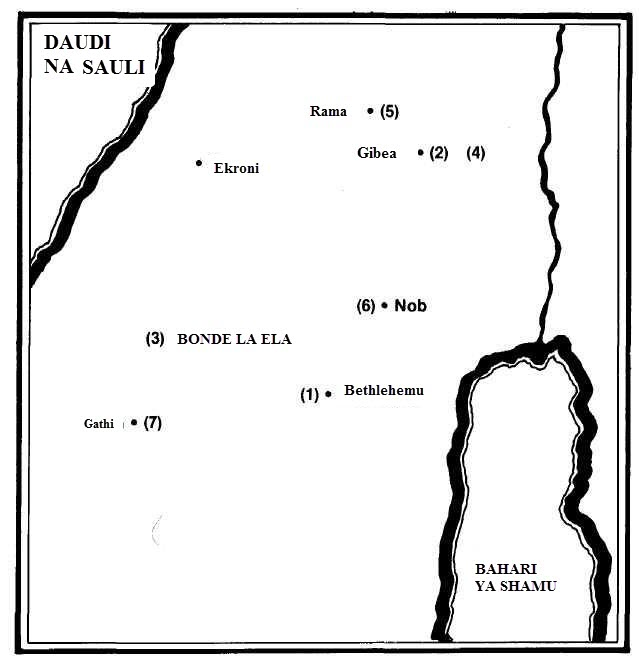 DAUDI
NA SAULI
Rama (5)
Gibea (2) (4)
Ekroni
(6) Nob
(3) BONDE LA ELA
(1) Bethlehemu
Gathi (7)
BAHARI
YA SHAMU